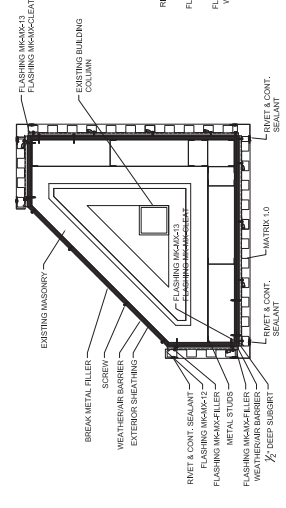 FLASHING MK-MX-13
FLASHING MK-MX-CLEAT
EXISTING BUILDING
COLUMN
RIVET & CONT.
SEALANT
EXISTING MASONRY
FLASHING MK-MX-13
FLASHING MK-MX-CLEAT
MATRIX 1.0
BREAK METAL FILLER
SCREW
WEATHER/AIR BARRIER
EXTERIOR SHEATHING
RIVET & CONT.
SEALANT
RIVET & CONT. SEALANT
FLASHING MK-MX-12
FLASHING MK-MX-FILLER
METAL STUDS
FLASHING MK-MX-FILLER
WEATHER/AIR BARRIER
½" DEEP SUBGIRT